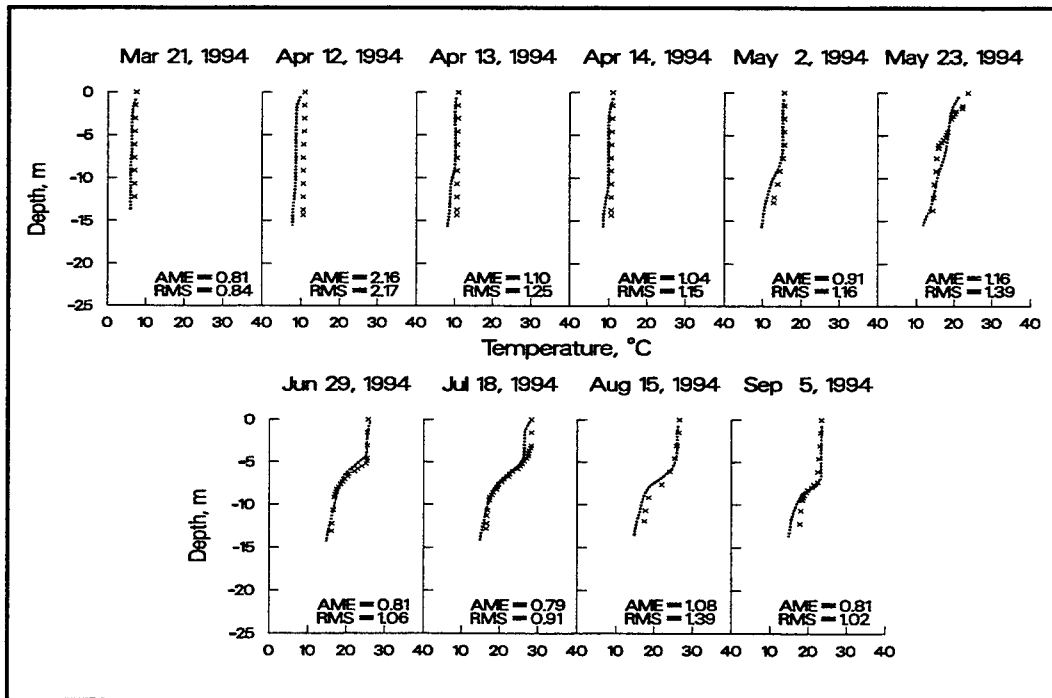 Mar 21, 1994 Apr 12, 1994 Apr 13, 1994 Apr 14, 1994 May 2, 1994 May 23, 1994
0
-5
-10
-15
-20
-25
Depth, m
AME = 0.81 AME = 2.16 AME = 1.10 AME = 1.04 AME = 0.91 AME = 1.16
RMS = 0.84 RMS = 2.17 RMS = 1.25 RMS = 1.15 RMS = 1.16 RMS = 1.39
0 10 20 30 40 10 20 30 40 10 20 30 40 10 20 30 40 10 20 30 40 10 20 30 40
Temperature, °C
Jun 29, 1994 Jul 18, 1994 Aug 15, 1994 Sep 5, 1994
0
-5
-10
-15
-20
-25
Depth, m
AME = 0.81 AME = 0.79 AME = 1.08 AME = 0.81
RMS = 1.06 RMS = 0.91 RMS = 1.39 RMS = 1.02
0 10 20 30 40 10 20 30 40 10 20 30 40 10 20 30 40